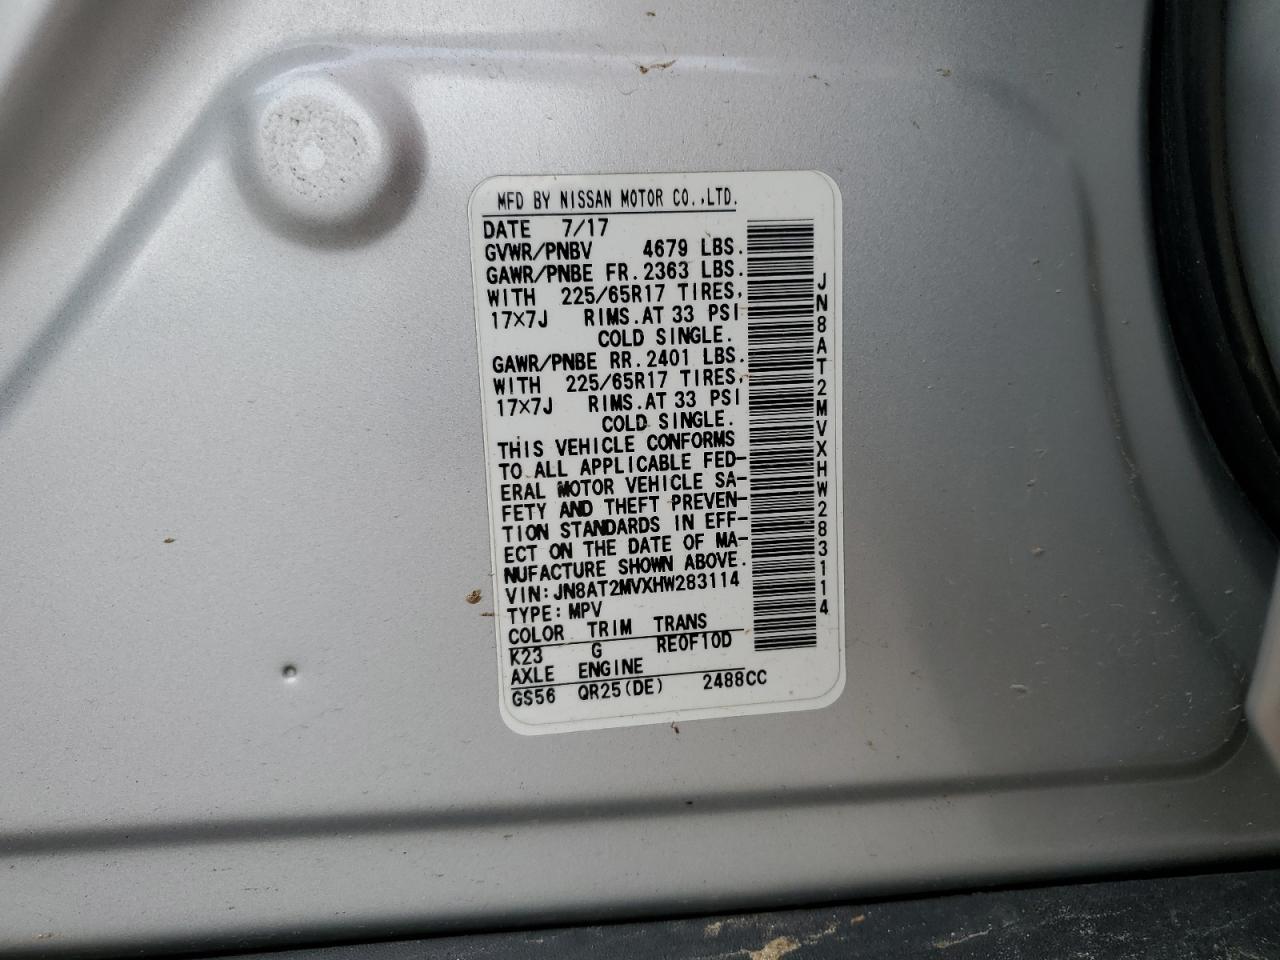 MFD BY NISSAN MOTOR CO.,LTD.
DATE 7/17
GVWR/PNBV 4679 LBS.
GAWR/PNBE FR. 2363 LBS.
WITH 225/65R17 TIRES,
17×7J RIMS.AT 33 PSI
COLD SINGLE.
GAWR/PNBE RR. 2401 LBS.
WITH 225/65R17 TIRES,
17×7J RIMS.AT 33 PSI
COLD SINGLE.
THIS VEHICLE CONFORMS
TO ALL APPLICABLE FED-
ERAL MOTOR VEHICLE SA-
FETY AND THEFT PREVEN-
TION STANDARDS IN EFF-
ECT ON THE DATE OF MA-
NUFACTURE SHOWN ABOVE.
VIN:JN8AT2MVXHW283114
TYPE:MPV
COLOR TRIM TRANS
K23 G RE0F10D
AXLE ENGINE
GS56 QR25(DE) 2488CC
JN8AT2MVXHW283114